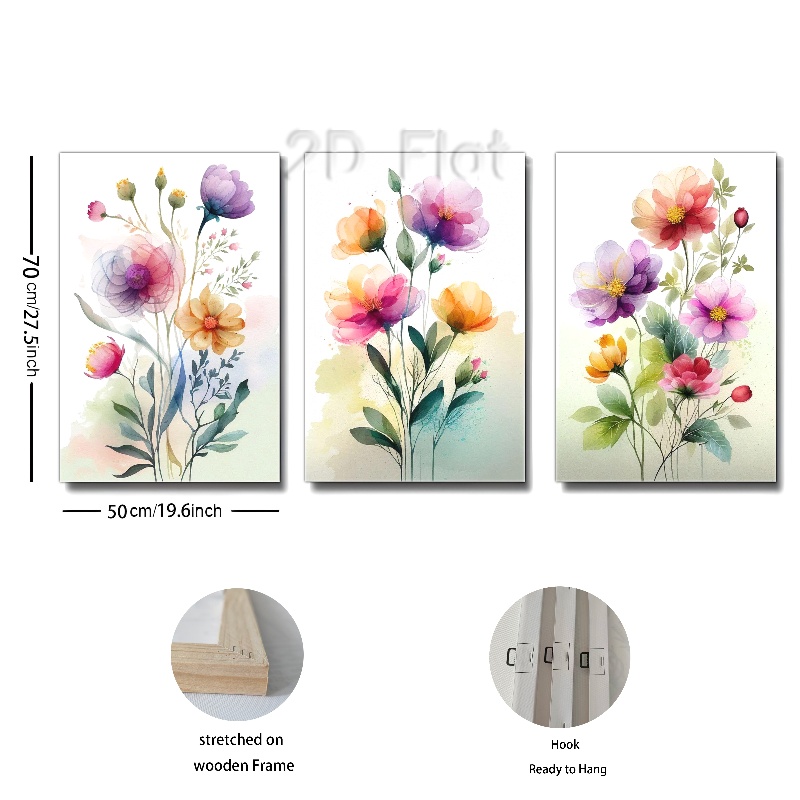 2D Flat
70cm/27.5inch
50cm/19.6inch
stretched on
wooden Frame
Hook
Ready to Hang